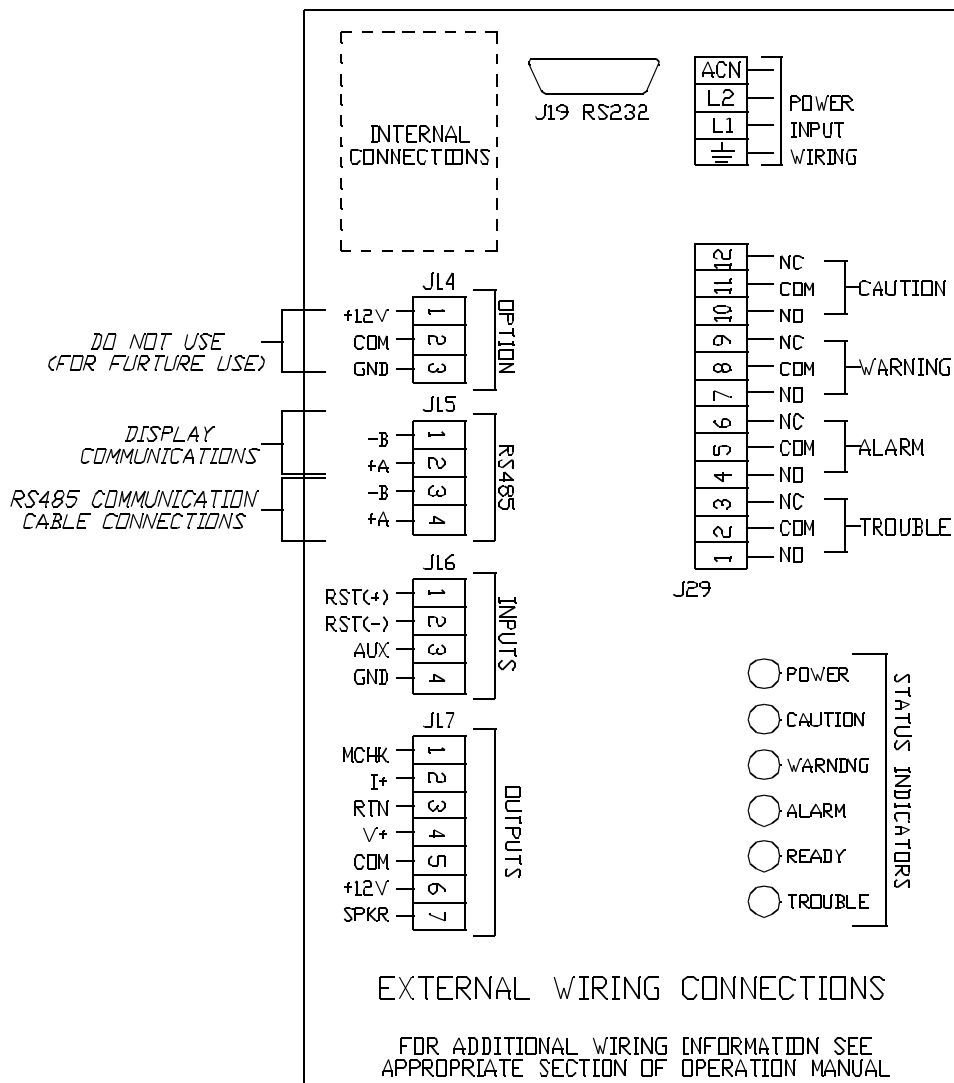 INTERNAL
CONNECTIONS
J19 RS232
ACN
L2
L1
POWER
INPUT
WIRING
DO NOT USE
(FOR FURTURE USE)
J14
+12V 1
COM 2
GND 3
OPTION
DISPLAY
COMMUNICATIONS
RS485 COMMUNICATION
CABLE CONNECTIONS
J15
-B 1
+A 2
-B 3
+A 4
RS485
J16
RST(+) 1
RST(-) 2
AUX 3
GND 4
INPUTS
J17
MCHK 1
I+ 2
RTN 3
V+ 4
COM 5
+12V 6
SPKR 7
OUTPUTS
12 NC
11 COM
10 NO
CAUTION
9 NC
8 COM
7 NO
WARNING
6 NC
5 COM
4 NO
ALARM
3 NC
2 COM
1 NO
TROUBLE
J29
POWER
CAUTION
WARNING
ALARM
READY
TROUBLE
STATUS INDICATORS
EXTERNAL WIRING CONNECTIONS
FOR ADDITIONAL WIRING INFORMATION SEE
APPROPRIATE SECTION OF OPERATION MANUAL